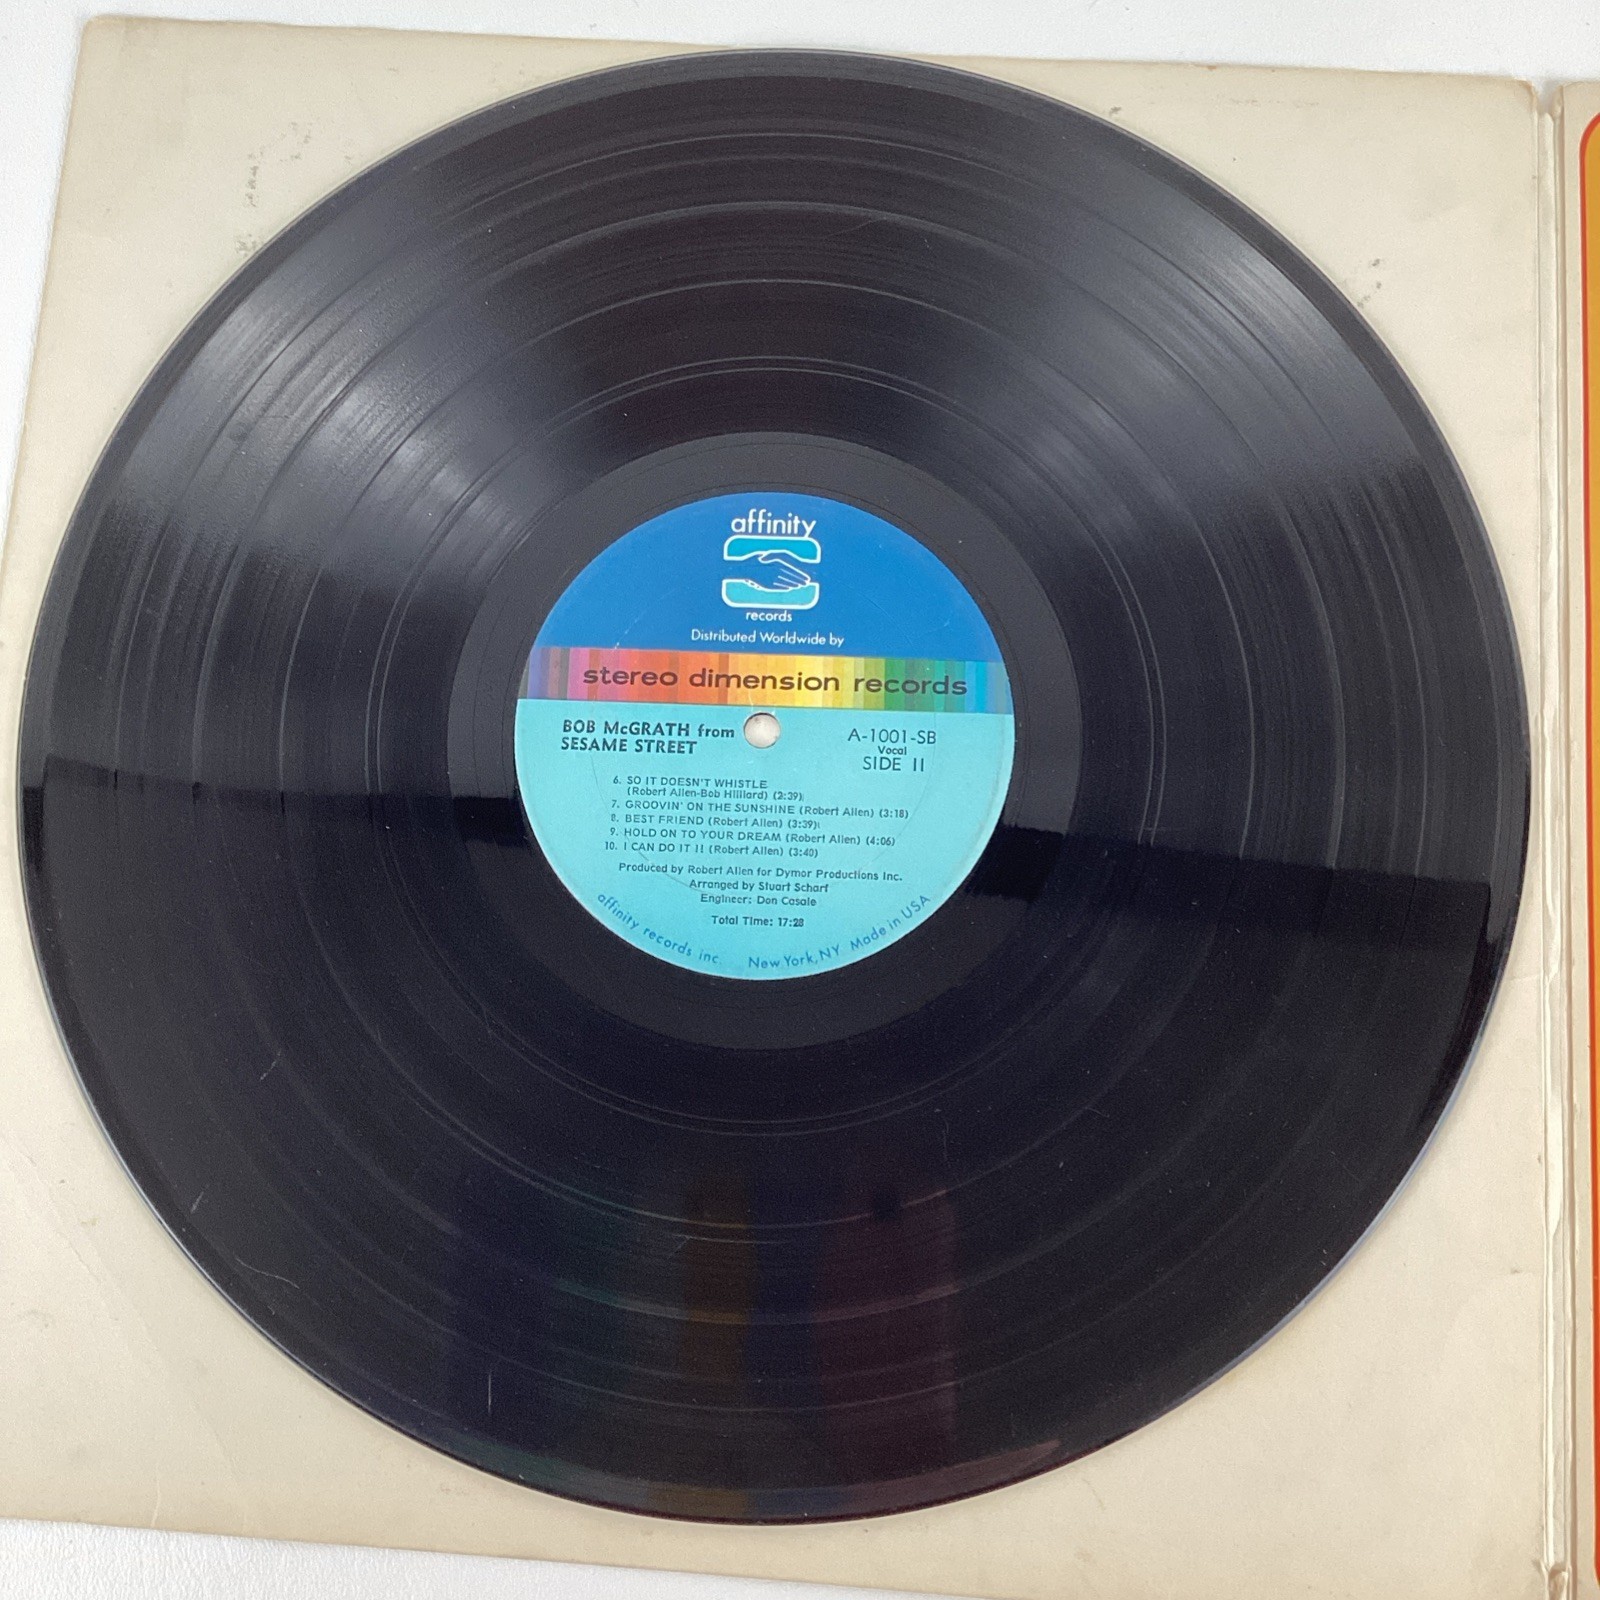 affinity
records
Distributed Worldwide by
stereo dimension records
BOB McGRATH from
SESAME STREET
A-1001-SB
Vocal
SIDE II
6. SO IT DOESN'T WHISTLE
(Robert Allen-Bob Hilliard) (2:39)
7. GROOVIN' ON THE SUNSHINE (Robert Allen) (3:18)
8. BEST FRIEND (Robert Allen) (3:39)
9. HOLD ON TO YOUR DREAM (Robert Allen) (4:06)
10. I CAN DO IT !! (Robert Allen) (3:40)
Produced by Robert Allen for Dymor Productions Inc.
Arranged by Stuart Scharf
Engineer: Don Casale
Total Time: 17:28
affinity records inc. New York, NY Made in USA